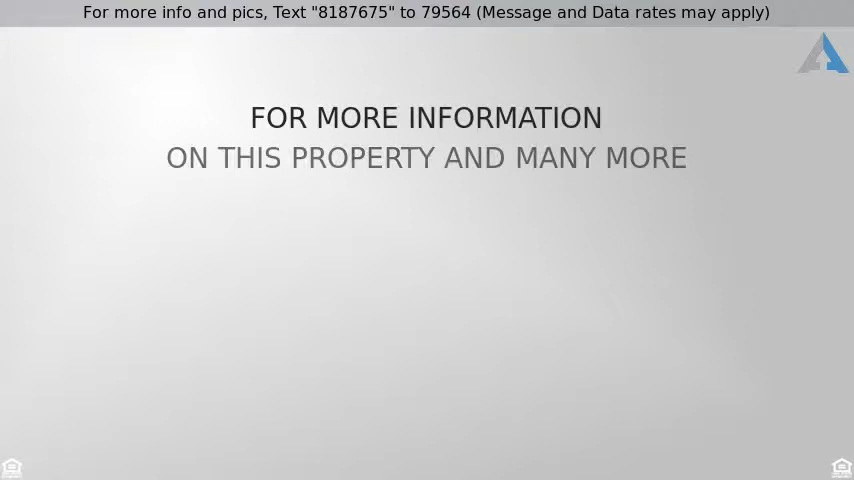 For more info and pics, Text "8187675" to 79564 (Message and Data rates may apply)
FOR MORE INFORMATION
ON THIS PROPERTY AND MANY MORE